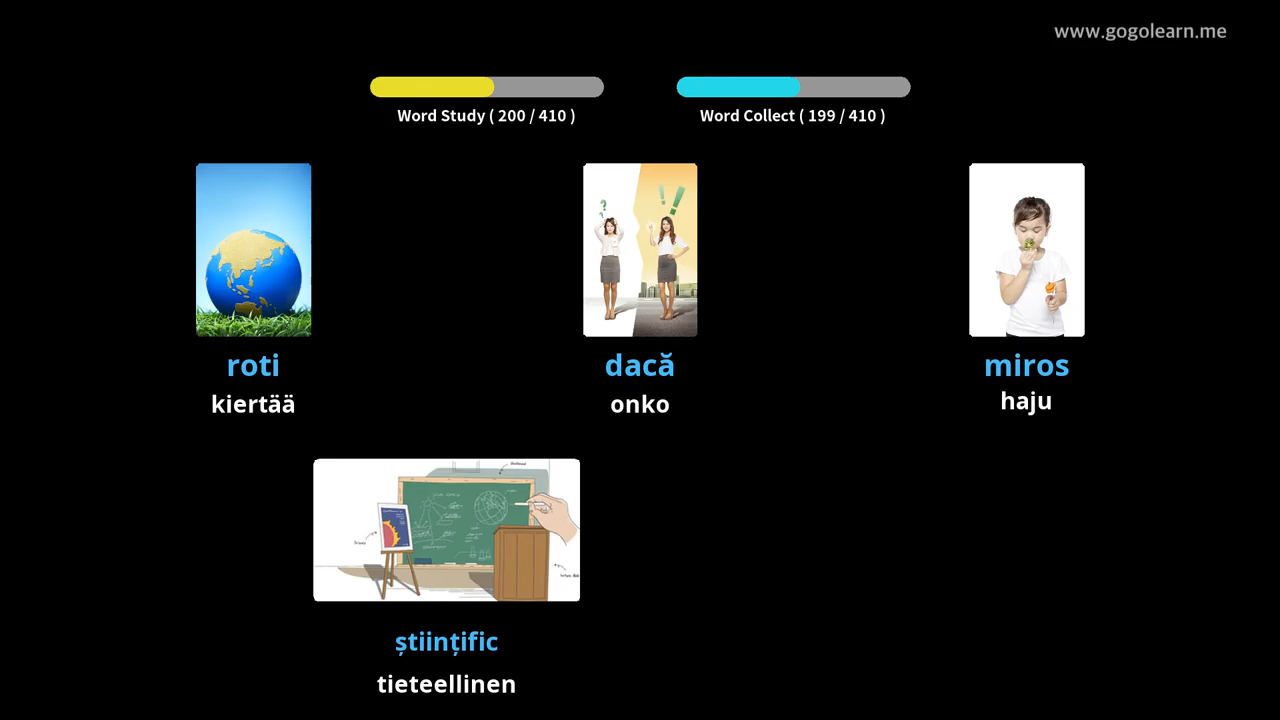 www.gogolearn.me
Word Study ( 200 / 410 )
Word Collect ( 199 / 410 )
roti
dacă
miros
kiertää
onko
haju
științific
tieteellinen